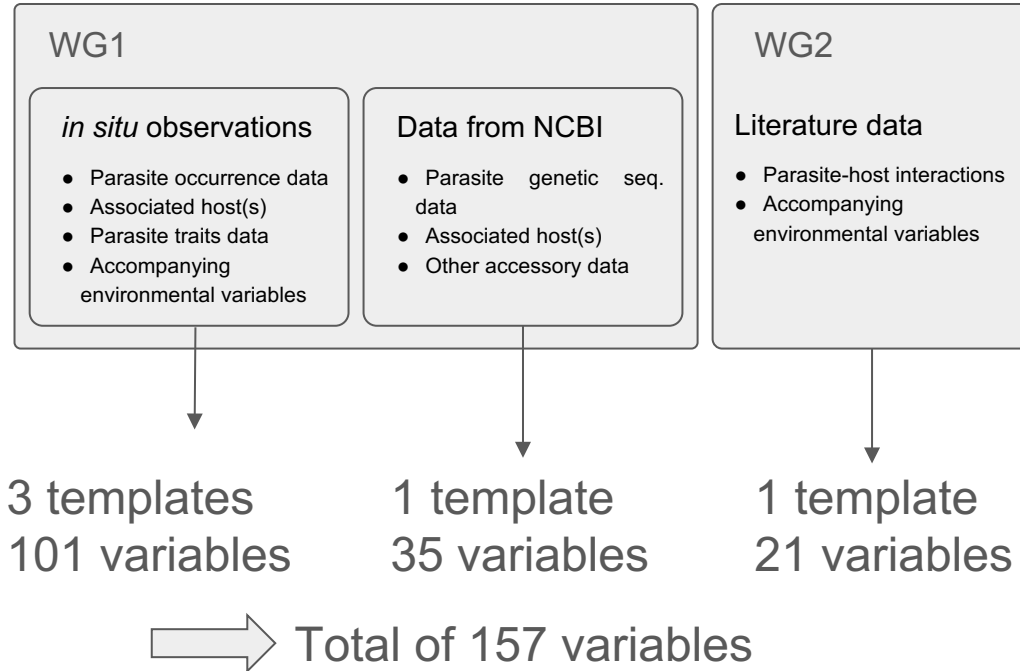 WG1
in situ observations
● Parasite occurrence data
● Associated host(s)
● Parasite traits data
● Accompanying
environmental variables
Data from NCBI
● Parasite genetic seq.
data
● Associated host(s)
● Other accessory data
WG2
Literature data
● Parasite-host interactions
● Accompanying
environmental variables
3 templates
101 variables
1 template
35 variables
1 template
21 variables
Total of 157 variables